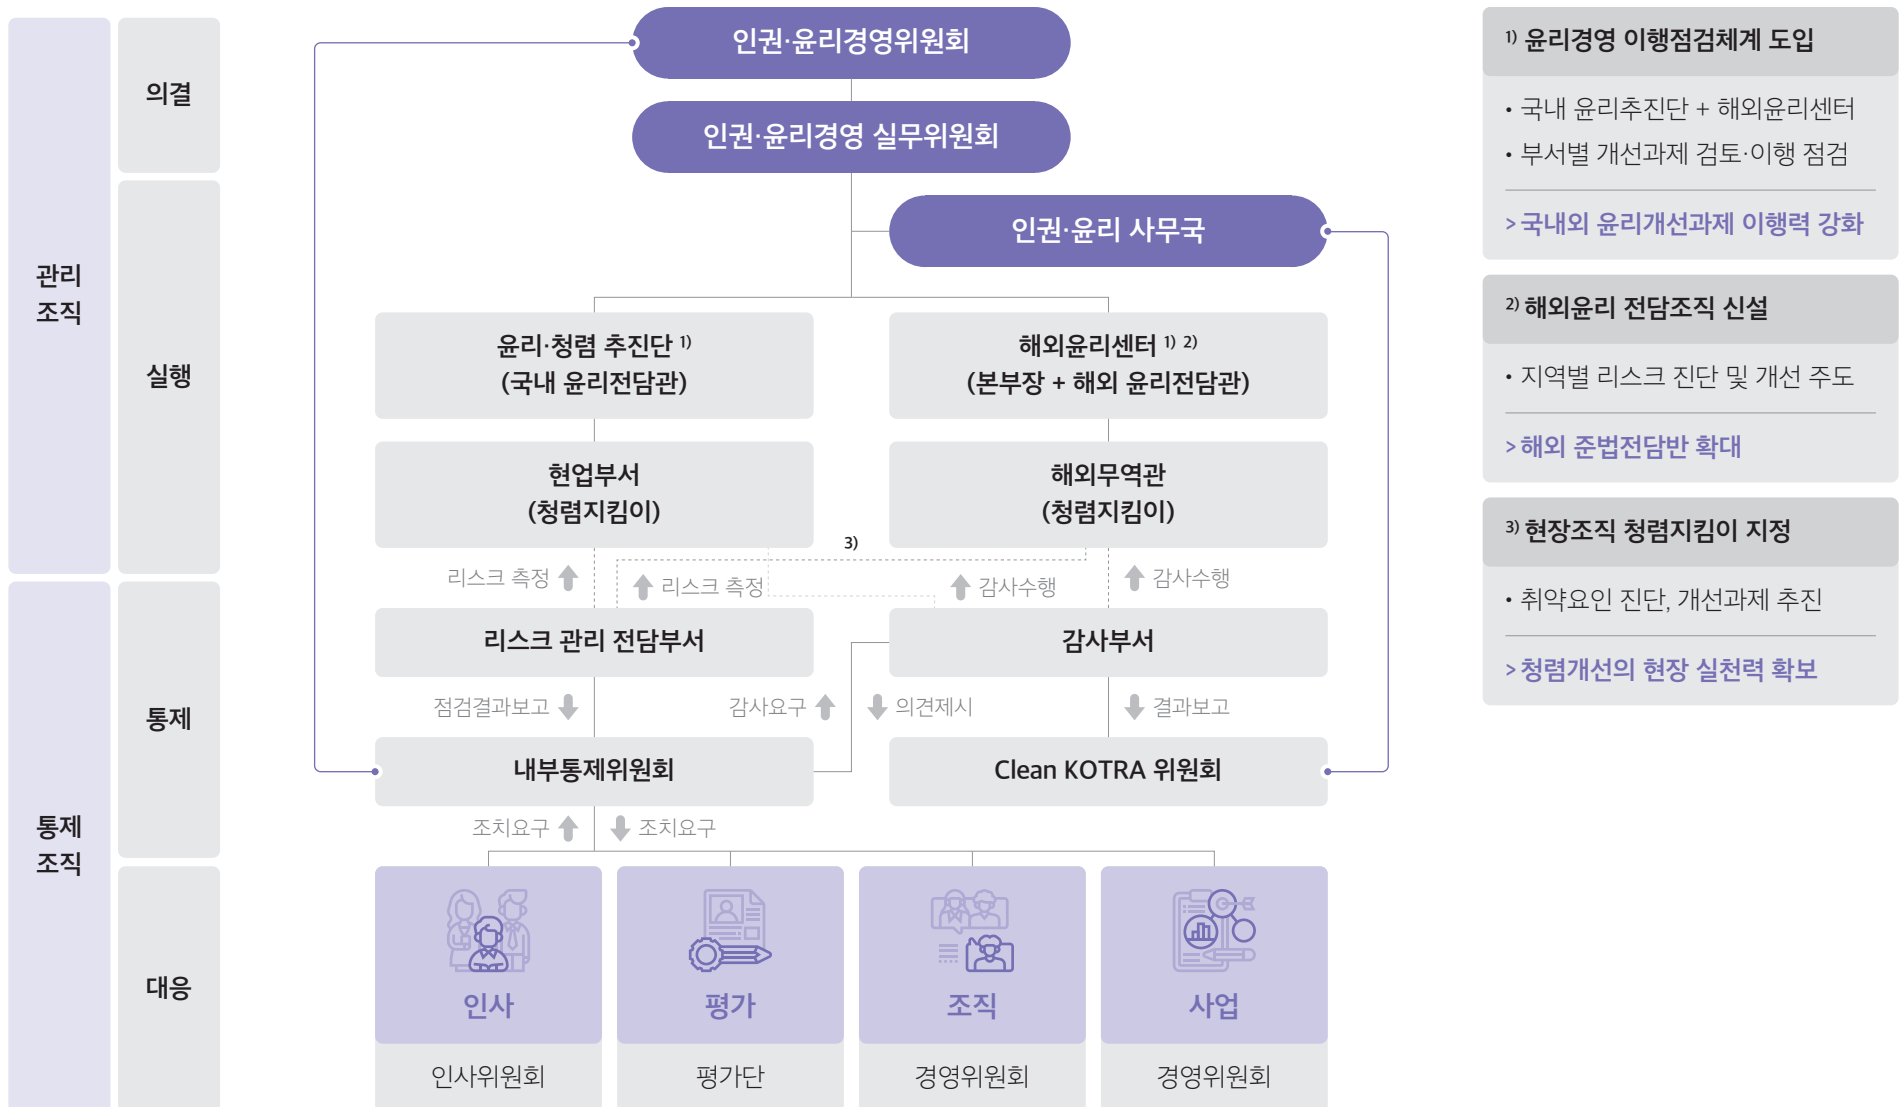 관리
조직
통제
조직
의결
실행
통제
대응
인권·윤리경영위원회
인권·윤리경영 실무위원회
인권·윤리 사무국
윤리·청렴 추진단 1)
(국내 윤리전담관)
해외윤리센터 1) 2)
(본부장 + 해외 윤리전담관)
현업부서
(청렴지킴이)
해외무역관
(청렴지킴이)
3)
리스크 측정
리스크 측정
감사수행
감사수행
리스크 관리 전담부서
감사부서
점검결과보고
감사요구
의견제시
결과보고
내부통제위원회
Clean KOTRA 위원회
조치요구
조치요구
인사
평가
조직
사업
인사위원회
평가단
경영위원회
경영위원회
1) 윤리경영 이행점검체계 도입
• 국내 윤리추진단 + 해외윤리센터
• 부서별 개선과제 검토·이행 점검
> 국내외 윤리개선과제 이행력 강화
2) 해외윤리 전담조직 신설
• 지역별 리스크 진단 및 개선 주도
> 해외 준법전담반 확대
3) 현장조직 청렴지킴이 지정
• 취약요인 진단, 개선과제 추진
> 청렴개선의 현장 실천력 확보